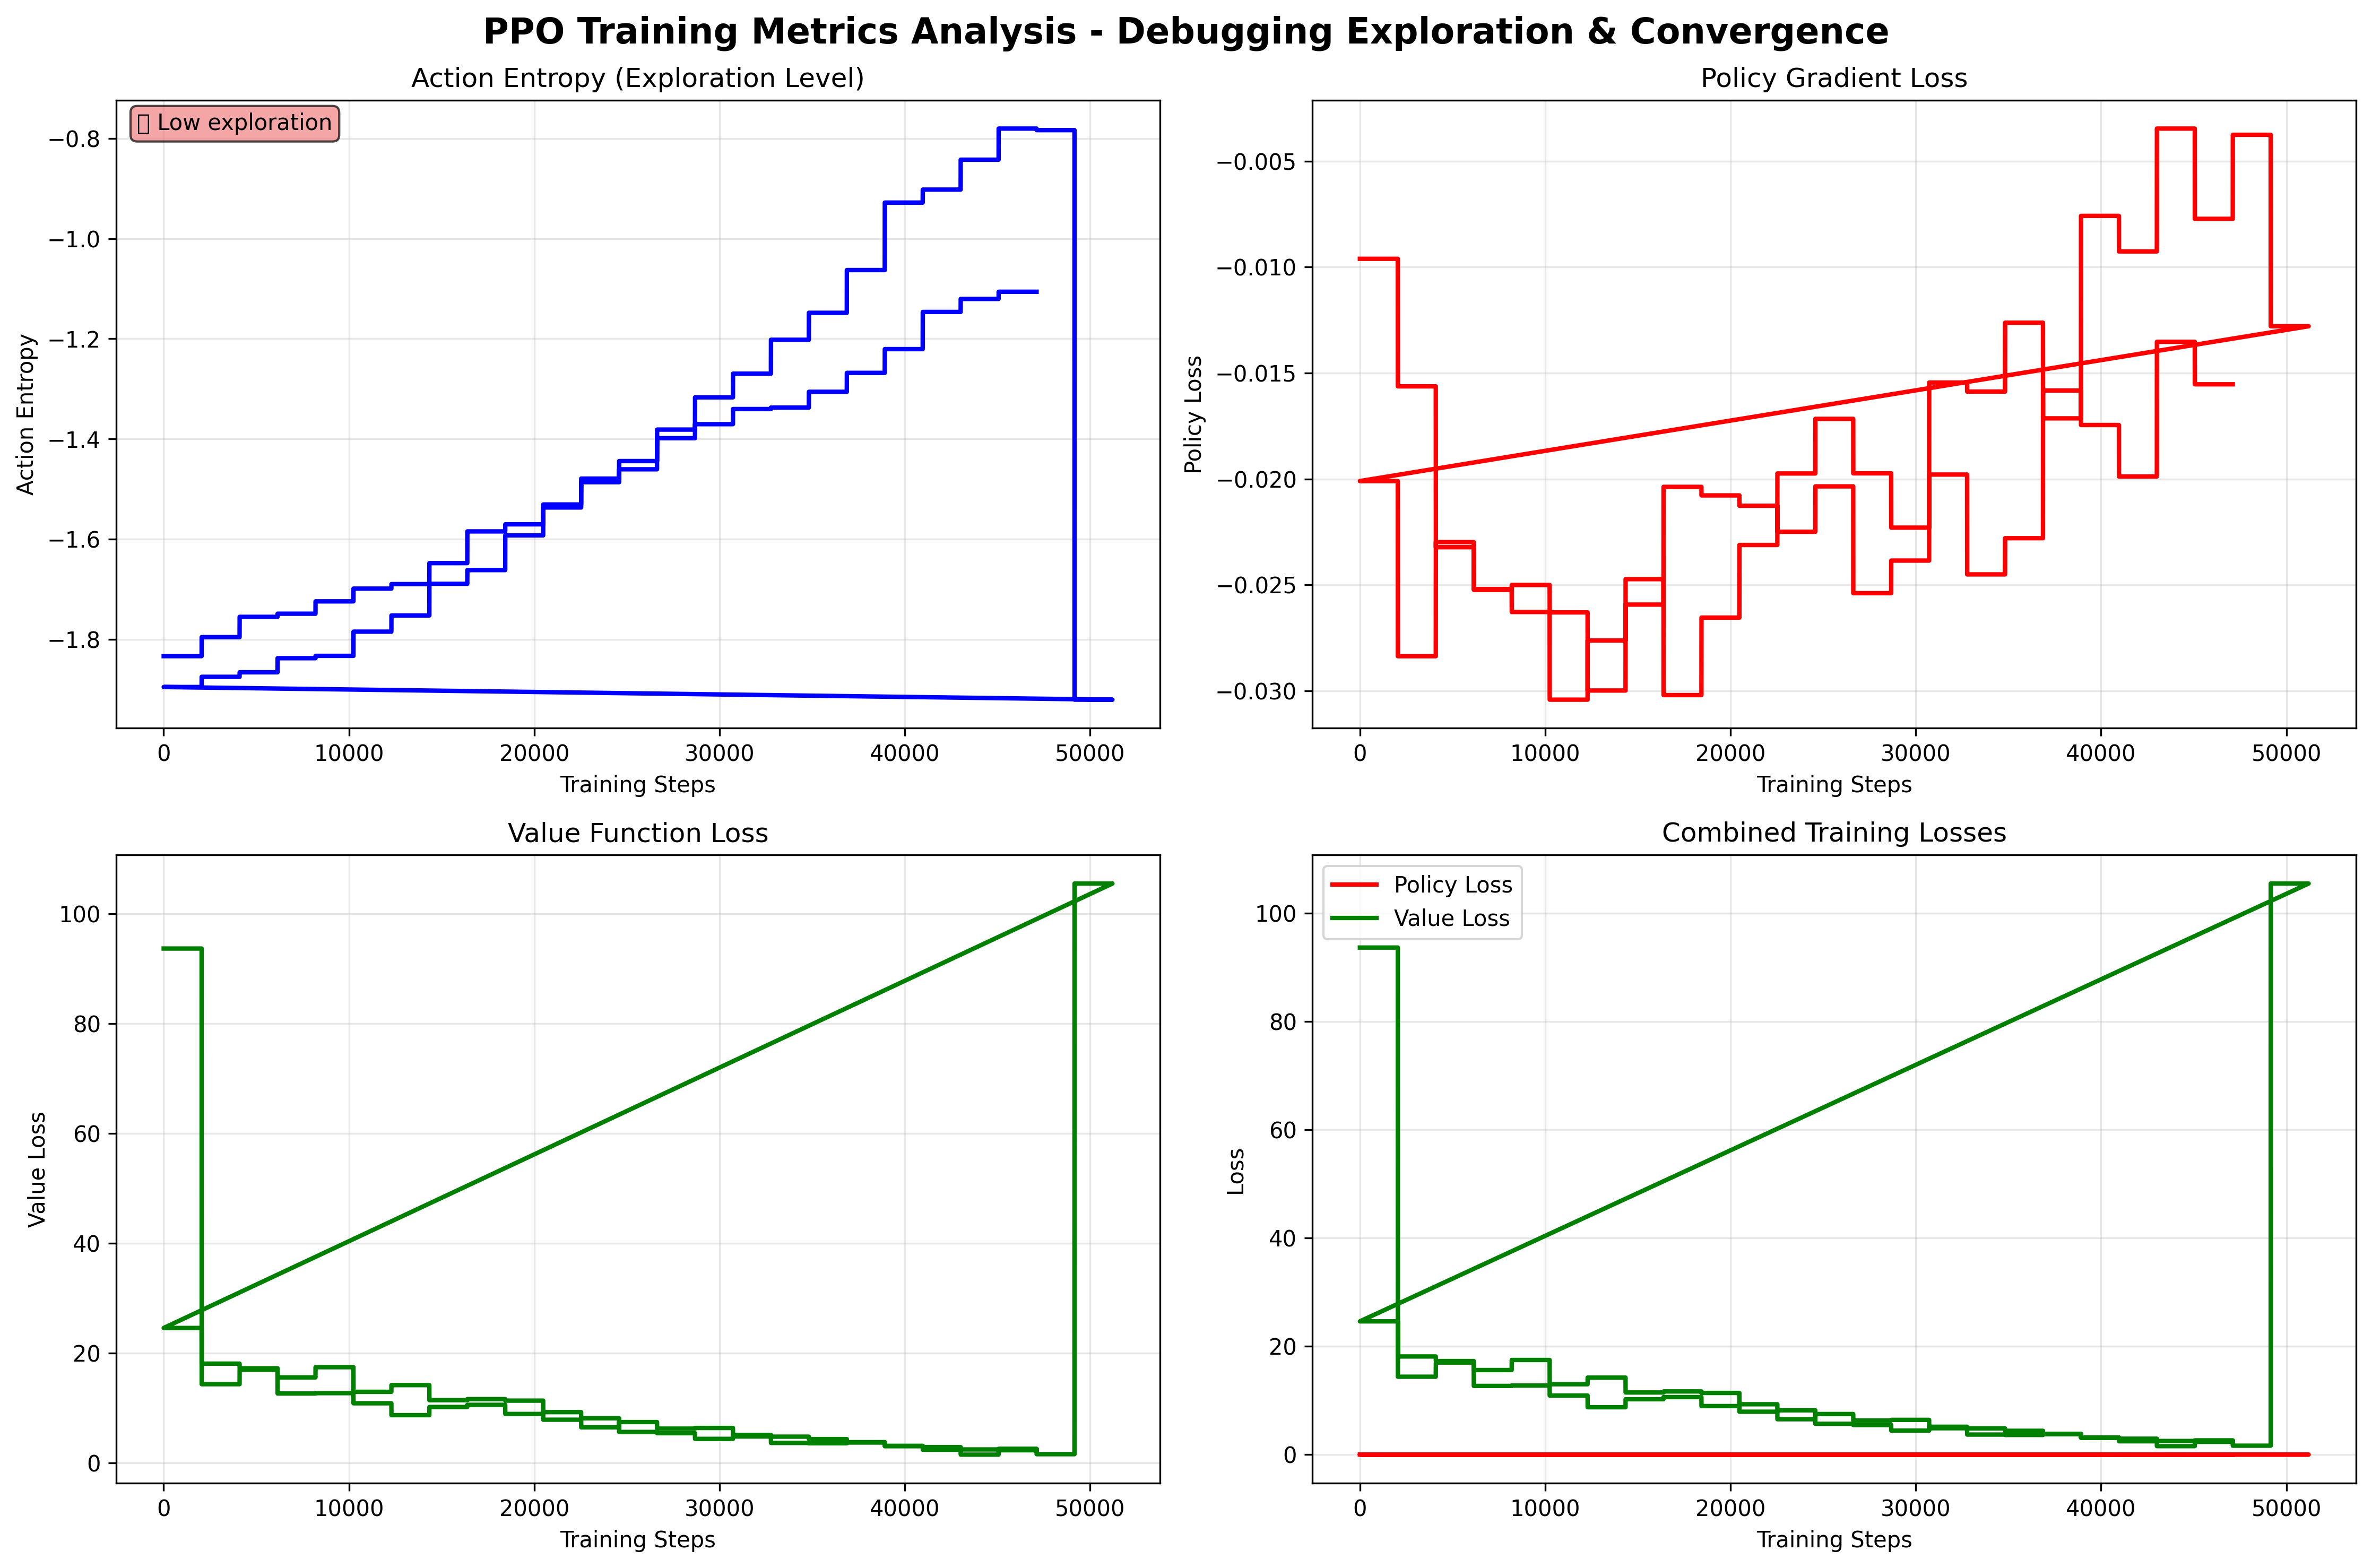 PPO Training Metrics Analysis - Debugging Exploration & Convergence
Action Entropy (Exploration Level)
Low exploration
−0.8
−1.0
−1.2
−1.4
−1.6
−1.8
Action Entropy
0 10000 20000 30000 40000 50000
Training Steps
Policy Gradient Loss
−0.005
−0.010
−0.015
−0.020
−0.025
−0.030
Policy Loss
0 10000 20000 30000 40000 50000
Training Steps
Value Function Loss
100
80
60
40
20
0
Value Loss
0 10000 20000 30000 40000 50000
Training Steps
Combined Training Losses
Policy Loss
Value Loss
100
80
60
40
20
0
Loss
0 10000 20000 30000 40000 50000
Training Steps